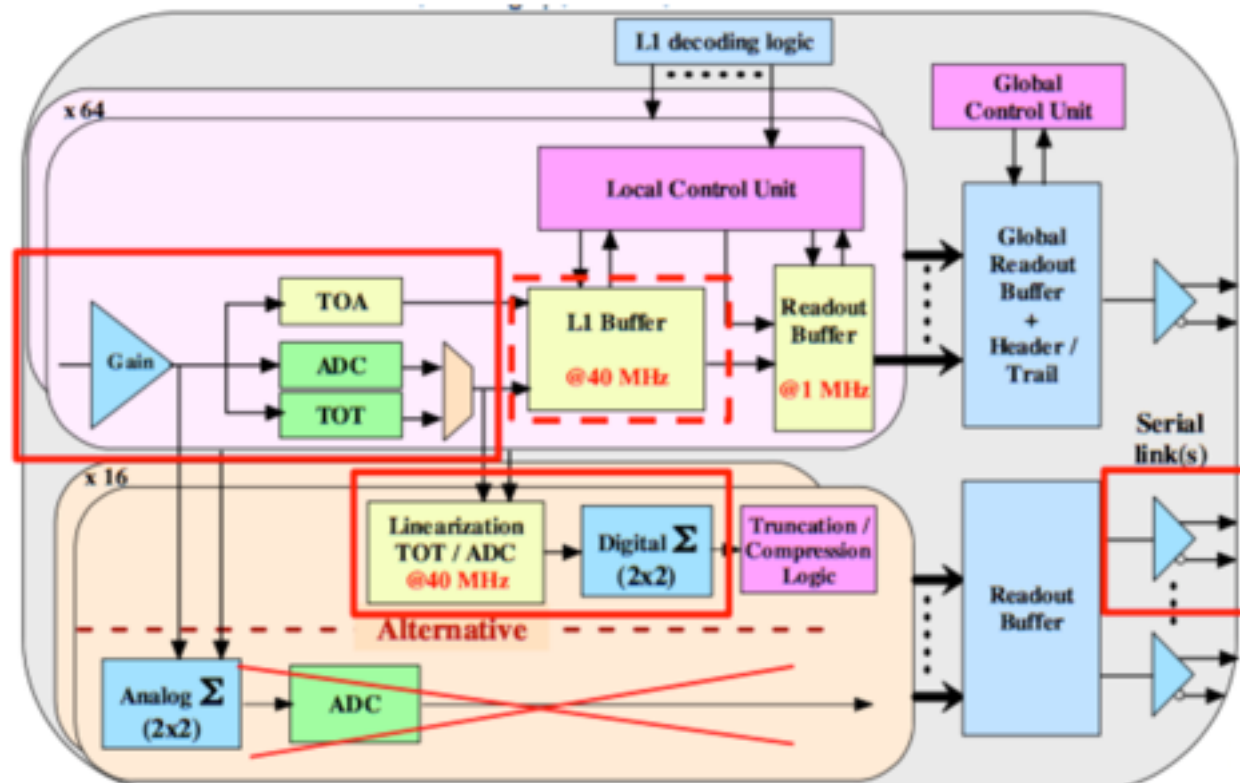 L1 decoding logic
Global
Control Unit
x 64
Local Control Unit
Global
Readout
Buffer
+
Header /
Trail
TOA
Gain
ADC
TOT
L1 Buffer
@40 MHz
Readout
Buffer
@1 MHz
Serial
link(s)
x 16
Linearization
TOT / ADC
@40 MHz
Digital Σ
(2x2)
Truncation /
Compression
Logic
Readout
Buffer
Alternative
Analog Σ
(2x2)
ADC